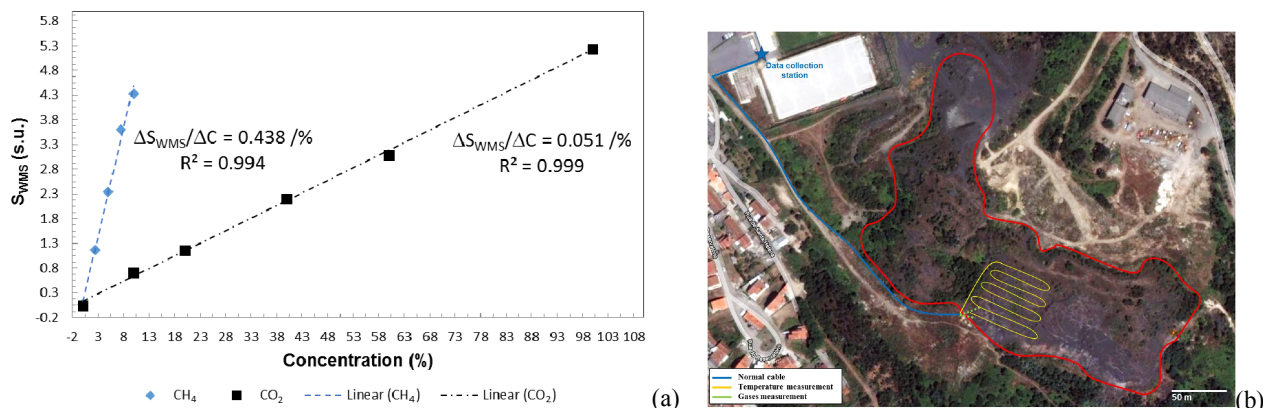 5.8
5.3
4.8
4.3
3.8
3.3
2.8
2.3
1.8
1.3
0.8
0.3
-0.2
S_WMS (s.u.)
ΔS_WMS/ΔC = 0.438 /%
R² = 0.994
ΔS_WMS/ΔC = 0.051 /%
R² = 0.999
-2 3 8 13 18 23 28 33 38 43 48 53 58 63 68 73 78 83 88 93 98 103 108
Concentration (%)
CH₄ CO₂ Linear (CH₄) Linear (CO₂)
(a)
Data collection
station
Normal cable
Temperature measurement
Gases measurement
50 m
(b)